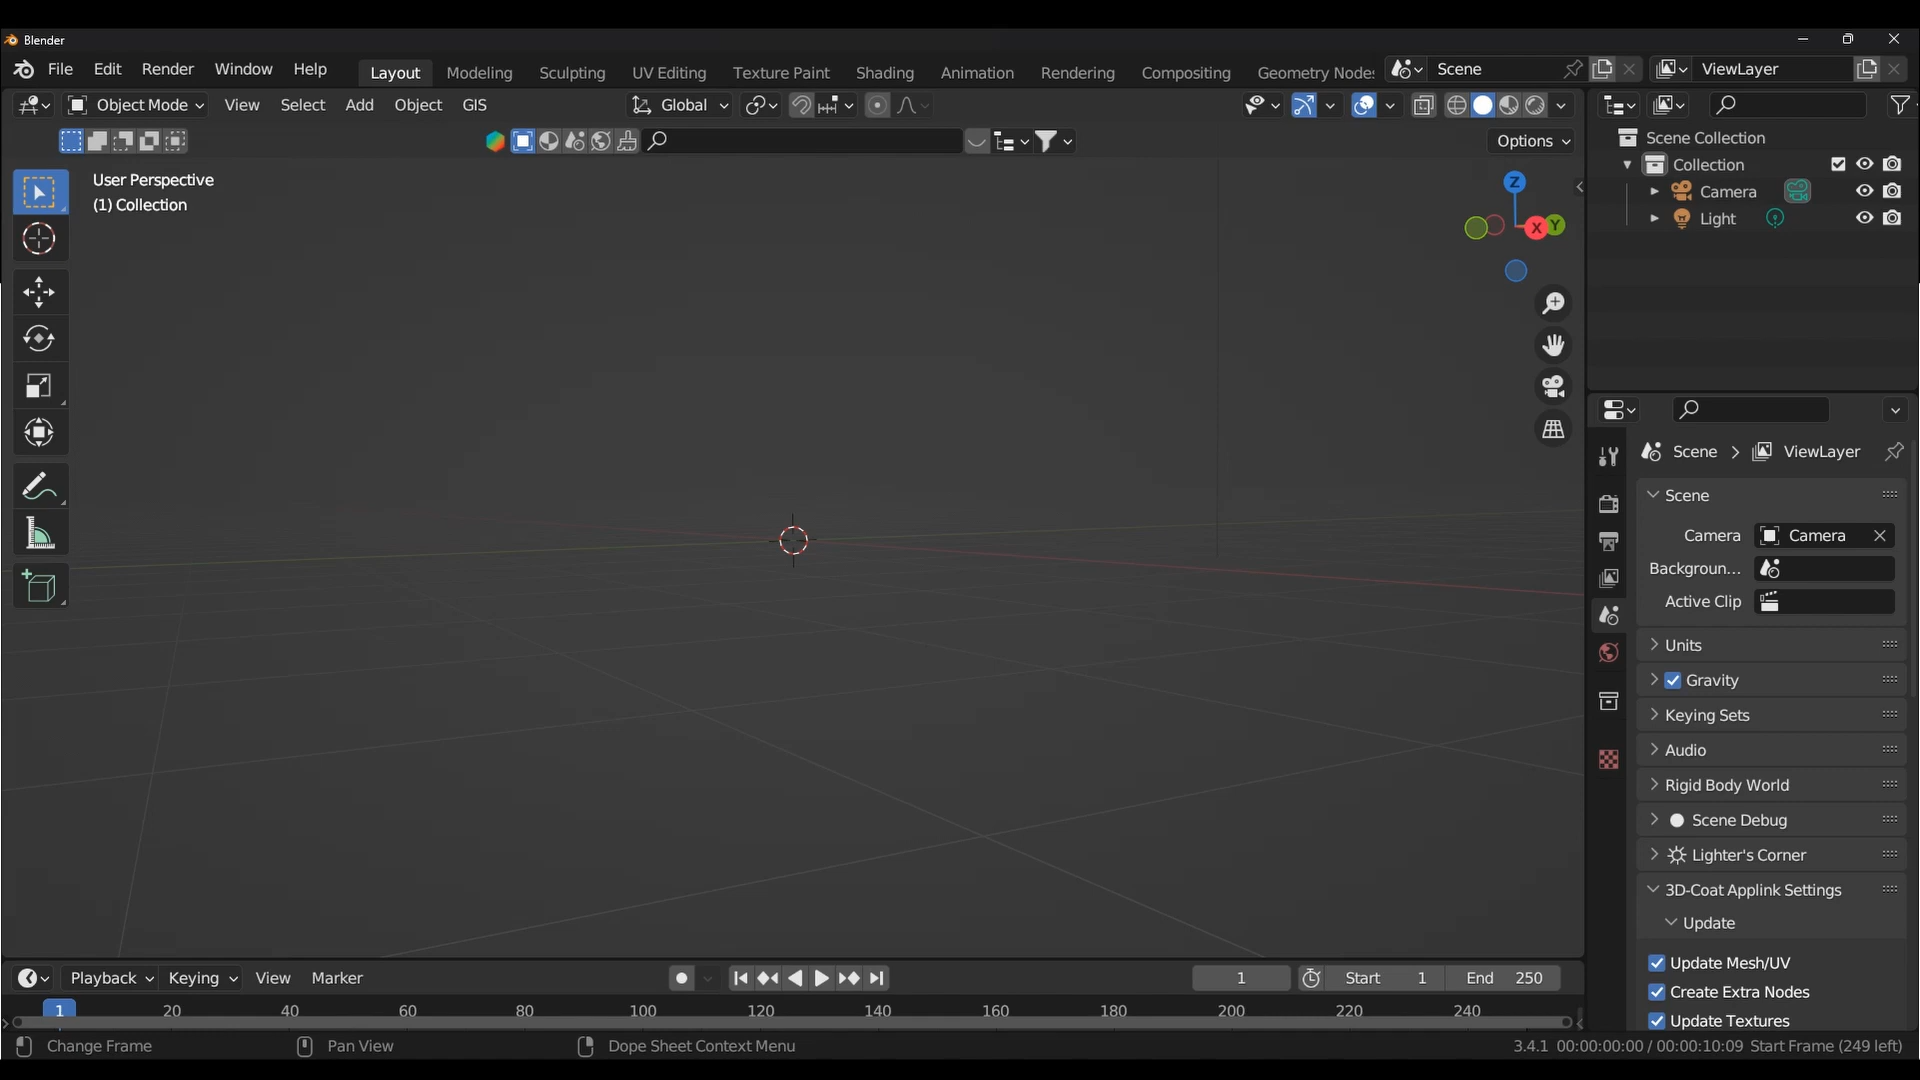 Blender
File Edit Render Window Help Layout Modeling Sculpting UV Editing Texture Paint Shading Animation Rendering Compositing Geometry Nodes Scene ViewLayer
Object Mode View Select Add Object GIS Global
Options
User Perspective
(1) Collection
Z
X Y
Scene Collection
Collection
Camera
Light
Scene > ViewLayer
Scene
Camera Camera
Backgroun...
Active Clip
Units
Gravity
Keying Sets
Audio
Rigid Body World
Scene Debug
Lighter's Corner
3D-Coat Applink Settings
Update
Update Mesh/UV
Create Extra Nodes
Update Textures
Playback Keying View Marker 1 Start 1 End 250
1 20 40 60 80 100 120 140 160 180 200 220 240
Change Frame Pan View Dope Sheet Context Menu 3.4.1 00:00:00:00 / 00:00:10:09 Start Frame (249 left)